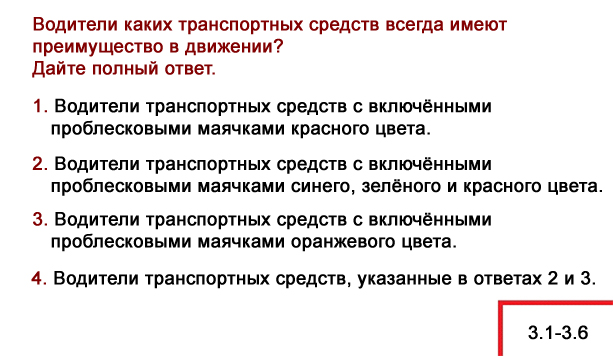 Водители каких транспортных средств всегда имеют
преимущество в движении?
Дайте полный ответ.
1. Водители транспортных средств с включёнными
проблесковыми маячками красного цвета.
2. Водители транспортных средств с включёнными
проблесковыми маячками синего, зелёного и красного цвета.
3. Водители транспортных средств с включёнными
проблесковыми маячками оранжевого цвета.
4. Водители транспортных средств, указанные в ответах 2 и 3.
3.1-3.6